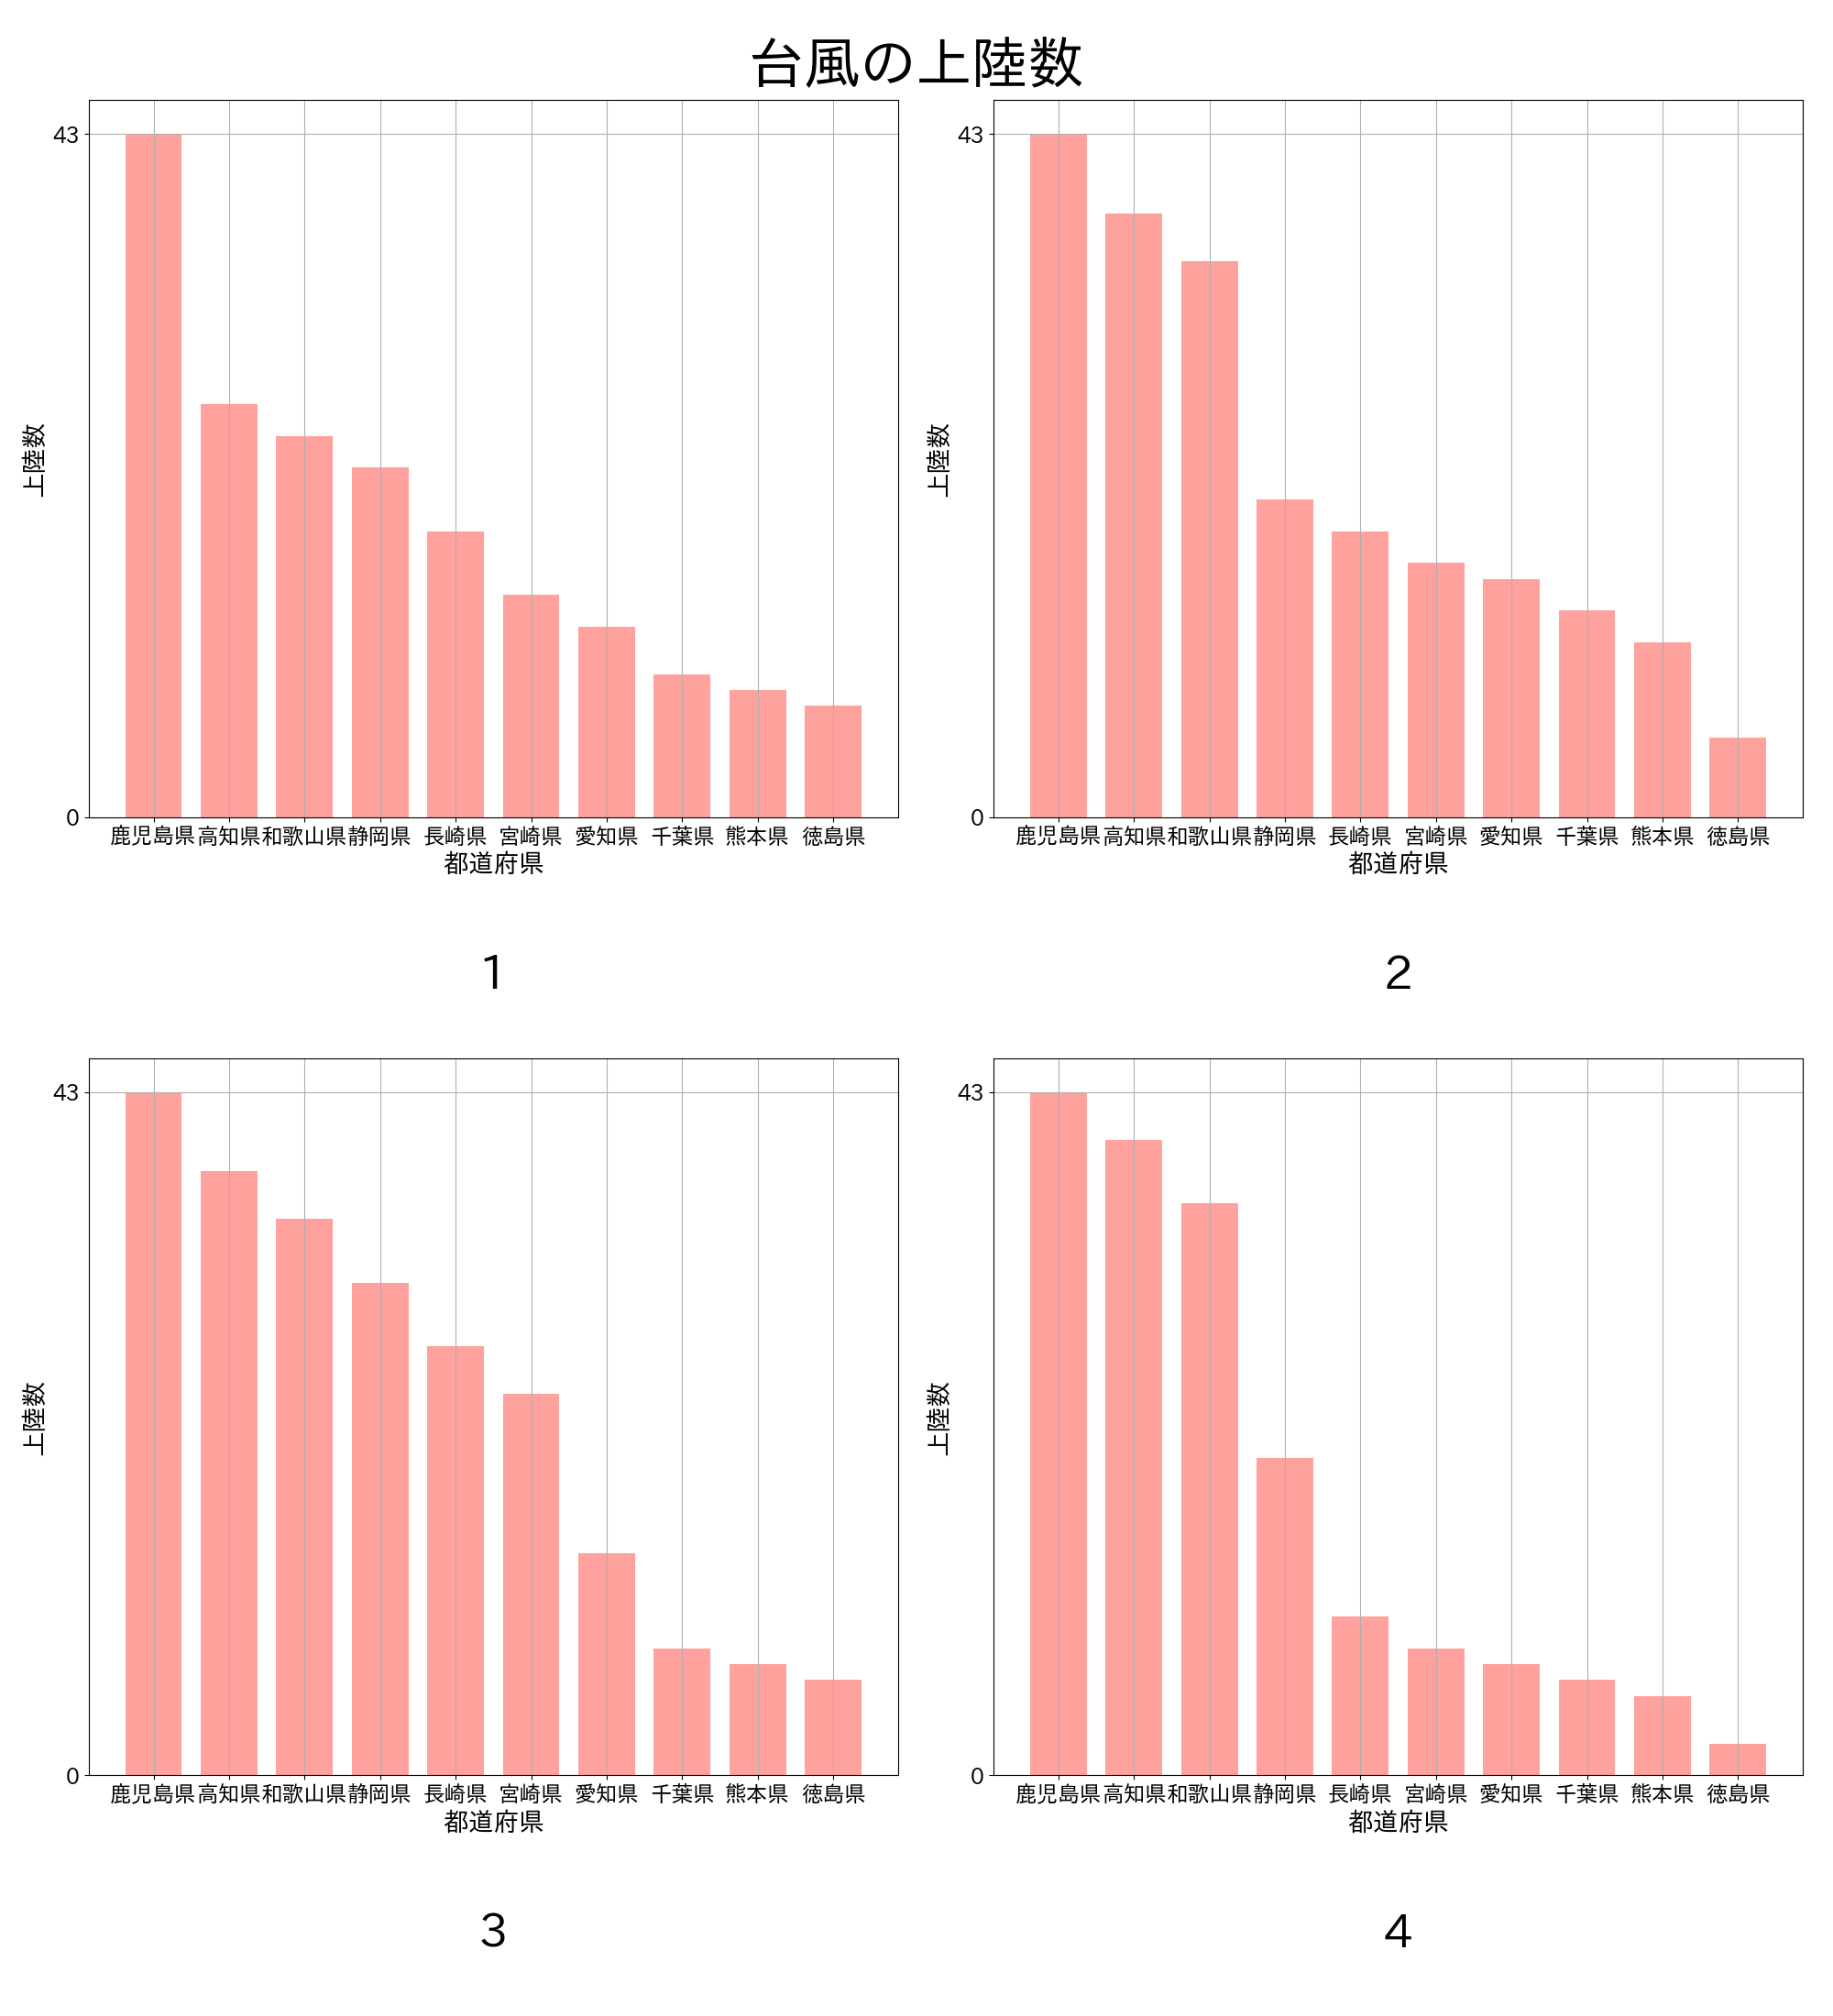 台風の上陸数
43
0
上陸数
鹿児島県 高知県 和歌山県 静岡県 長崎県 宮崎県 愛知県 千葉県 熊本県 徳島県
都道府県
1
43
0
上陸数
鹿児島県 高知県 和歌山県 静岡県 長崎県 宮崎県 愛知県 千葉県 熊本県 徳島県
都道府県
2
43
0
上陸数
鹿児島県 高知県 和歌山県 静岡県 長崎県 宮崎県 愛知県 千葉県 熊本県 徳島県
都道府県
3
43
0
上陸数
鹿児島県 高知県 和歌山県 静岡県 長崎県 宮崎県 愛知県 千葉県 熊本県 徳島県
都道府県
4